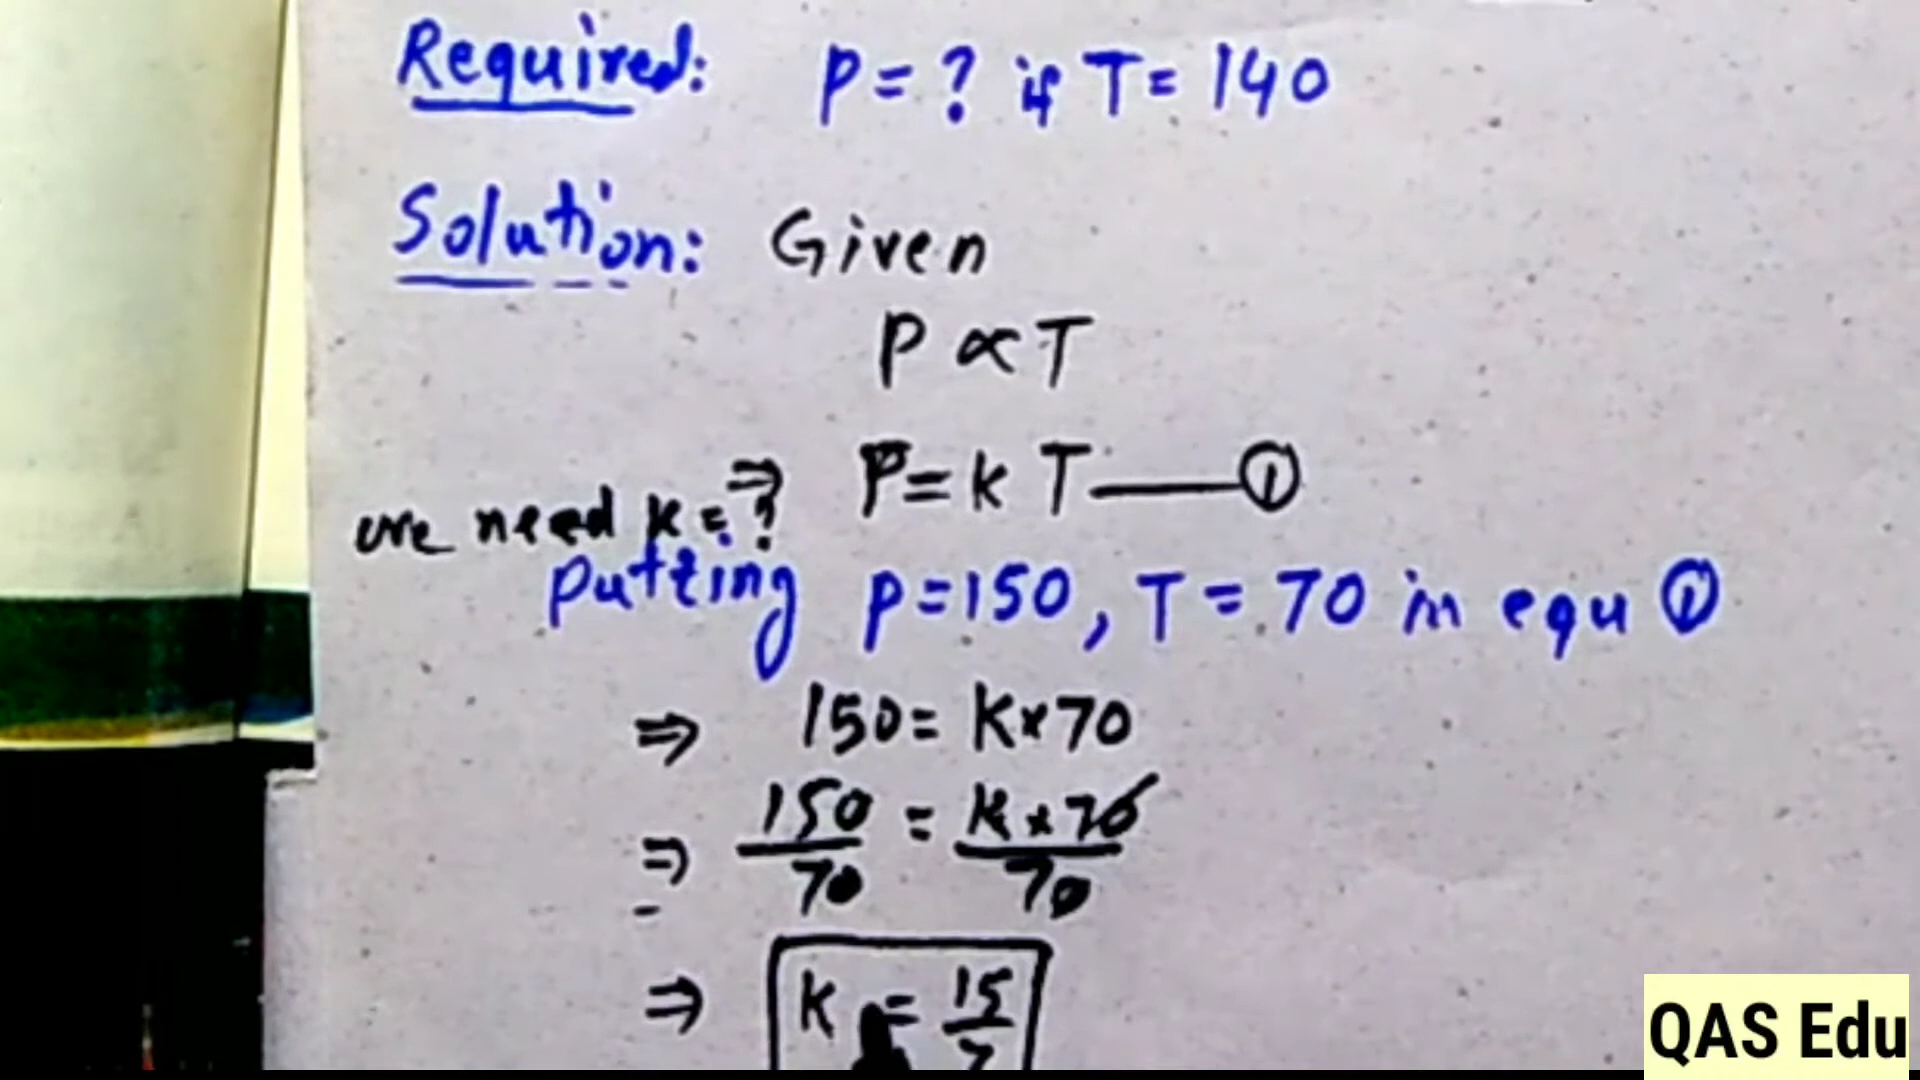 Required: P = ? if T = 140
Solution: Given
P ∝ T
⇒ P = k T — ①
we need k = ?
putting P = 150, T = 70 in equ ①
⇒ 150 = k × 70
⇒ 150/70 = k × 70/70
⇒ k = 15/7
QAS Edu